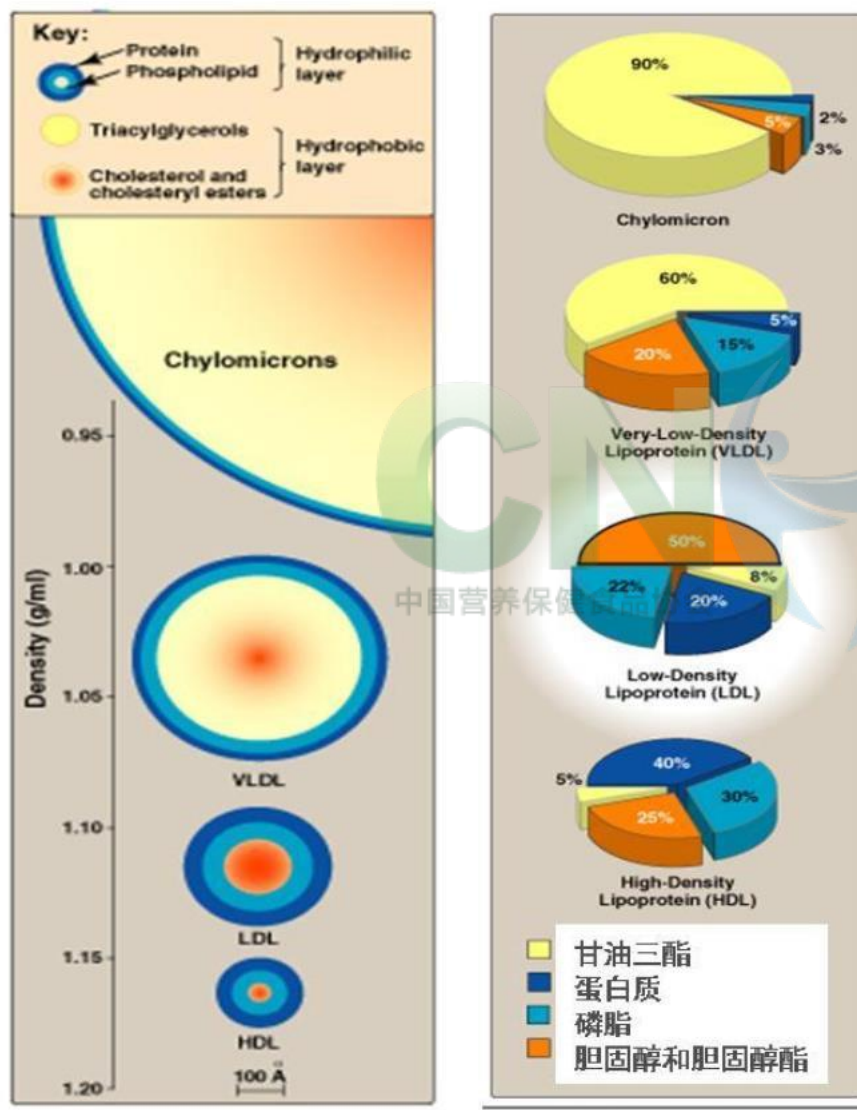 Key:
Protein
Phospholipid
Hydrophilic
layer
Triacylglycerols
Hydrophobic
layer
Cholesterol and
cholesteryl esters
Chylomicrons
Density (g/ml)
0.95
1.00
1.05
1.10
1.15
1.20
VLDL
LDL
HDL
100 Å
90%
2%
5%
3%
Chylomicron
60%
5%
20%
15%
Very-Low-Density
Lipoprotein (VLDL)
50%
8%
22%
20%
Low-Density
Lipoprotein (LDL)
40%
5%
30%
25%
High-Density
Lipoprotein (HDL)
甘油三酯
蛋白质
磷脂
胆固醇和胆固醇酯
CN
中国营养保健食品